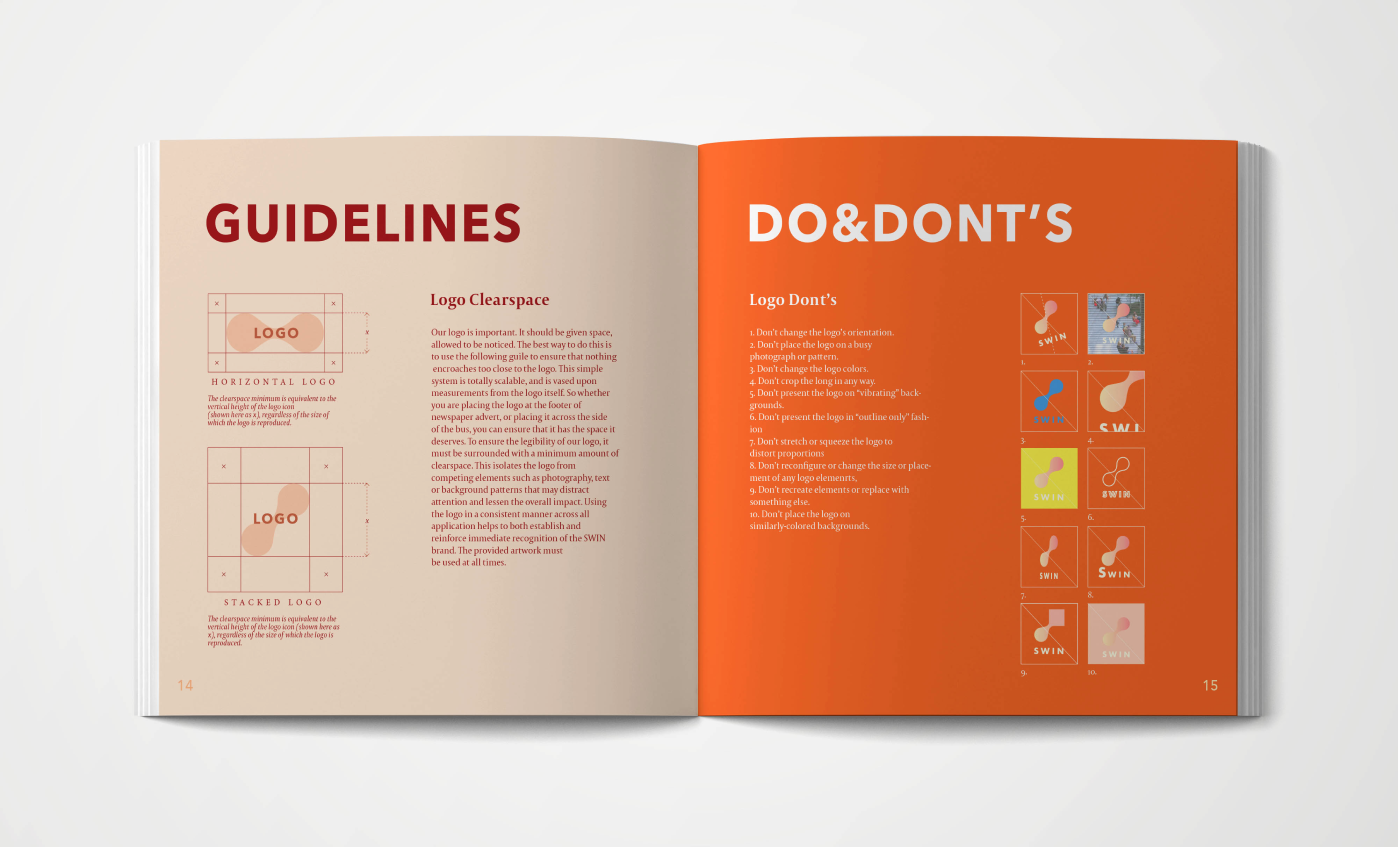 GUIDELINES
LOGO
HORIZONTAL LOGO
The clearspace minimum is equivalent to the
vertical height of the logo icon
(shown here as x), regardless of the size of
which the logo is reproduced.
LOGO
STACKED LOGO
The clearspace minimum is equivalent to the
vertical height of the logo icon (shown here as
x), regardless of the size of which the logo is
reproduced.
Logo Clearspace
Our logo is important. It should be given space,
allowed to be noticed. The best way to do this is
to use the following guile to ensure that nothing
encroaches too close to the logo. This simple
system is totally scalable, and is vased upon
measurements from the logo itself. So whether
you are placing the logo at the footer of
newspaper advert, or placing it across the side
of the bus, you can ensure that it has the space it
deserves. To ensure the legibility of our logo, it
must be surrounded with a minimum amount of
clearspace. This isolates the logo from
competing elements such as photography, text
or background patterns that may distract
attention and lessen the overall impact. Using
the logo in a consistent manner across all
application helps to both establish and
reinforce immediate recognition of the SWIN
brand. The provided artwork must
be used at all times.
14
DO&DONT'S
Logo Dont's
1. Don't change the logo's orientation.
2. Don't place the logo on a busy
photograph or pattern.
3. Don't change the logo colors.
4. Don't crop the long in any way.
5. Don't present the logo on "vibrating" back-
grounds.
6. Don't present the logo in "outline only" fash-
ion
7. Don't stretch or squeeze the logo to
distort proportions
8. Don't reconfigure or change the size or place-
ment of any logo elemenrts,
9. Don't recreate elements or replace with
something else.
10. Don't place the logo on
similarly-colored backgrounds.
SWIN
SWIN
1.
2.
SWIN
SWI
3.
4.
SWIN
SWIN
5.
6.
SWIN
SWIN
7.
8.
SWIN
SWIN
9.
10.
15